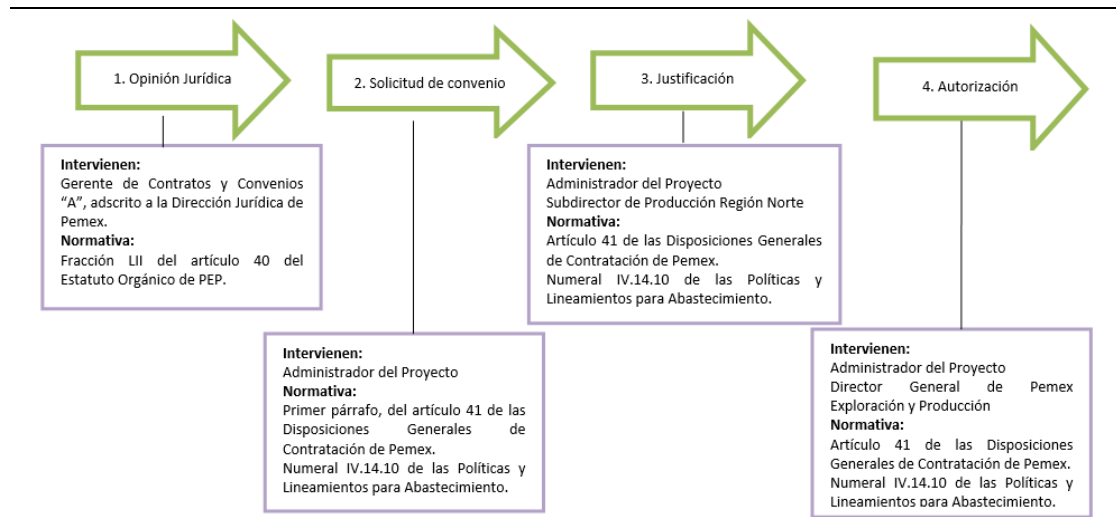 1. Opinión Jurídica
2. Solicitud de convenio
3. Justificación
4. Autorización
Intervienen:
Gerente de Contratos y Convenios
“A”, adscrito a la Dirección Jurídica de
Pemex.
Normativa:
Fracción LII del artículo 40 del
Estatuto Orgánico de PEP.
Intervienen:
Administrador del Proyecto
Normativa:
Primer párrafo, del artículo 41 de las
Disposiciones Generales de
Contratación de Pemex.
Numeral IV.14.10 de las Políticas y
Lineamientos para Abastecimiento.
Intervienen:
Administrador del Proyecto
Subdirector de Producción Región Norte
Normativa:
Artículo 41 de las Disposiciones Generales
de Contratación de Pemex.
Numeral IV.14.10 de las Políticas y
Lineamientos para Abastecimiento.
Intervienen:
Administrador del Proyecto
Director General de Pemex
Exploración y Producción
Normativa:
Artículo 41 de las Disposiciones
Generales de Contratación de Pemex.
Numeral IV.14.10 de las Políticas y
Lineamientos para Abastecimiento.